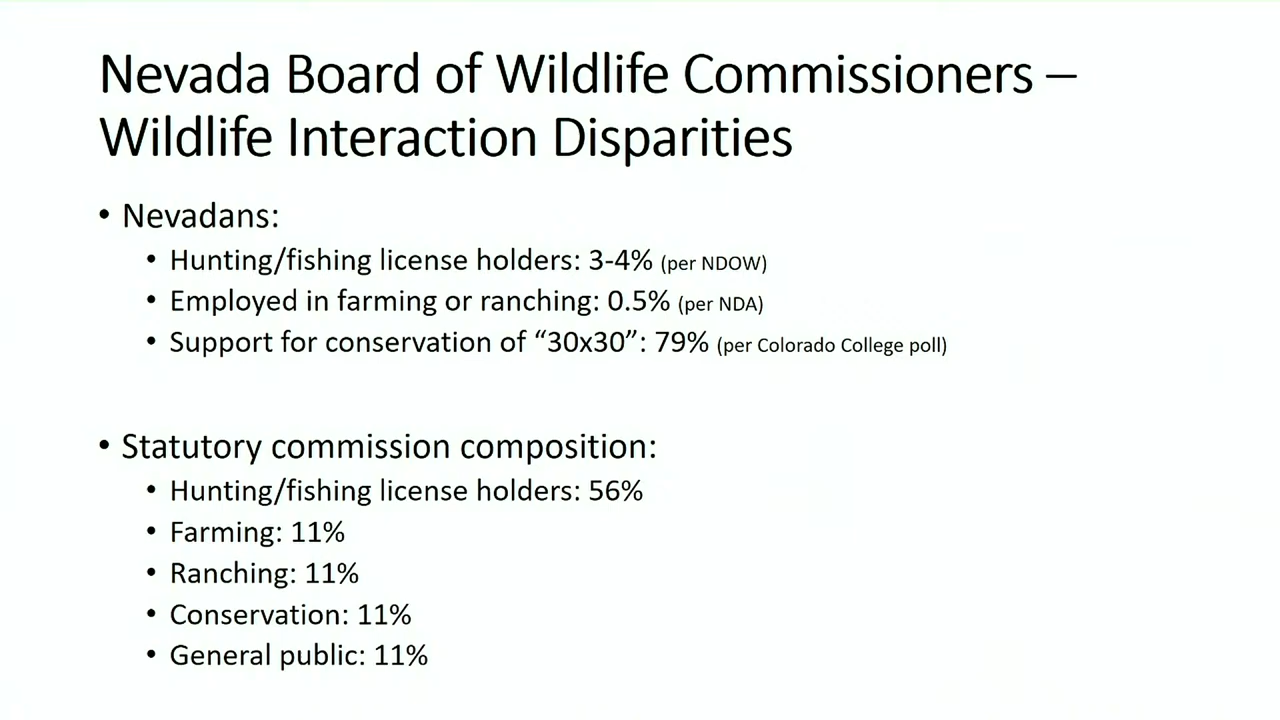 Nevada Board of Wildlife Commissioners –
Wildlife Interaction Disparities
• Nevadans:
• Hunting/fishing license holders: 3-4% (per NDOW)
• Employed in farming or ranching: 0.5% (per NDA)
• Support for conservation of “30x30”: 79% (per Colorado College poll)
• Statutory commission composition:
• Hunting/fishing license holders: 56%
• Farming: 11%
• Ranching: 11%
• Conservation: 11%
• General public: 11%